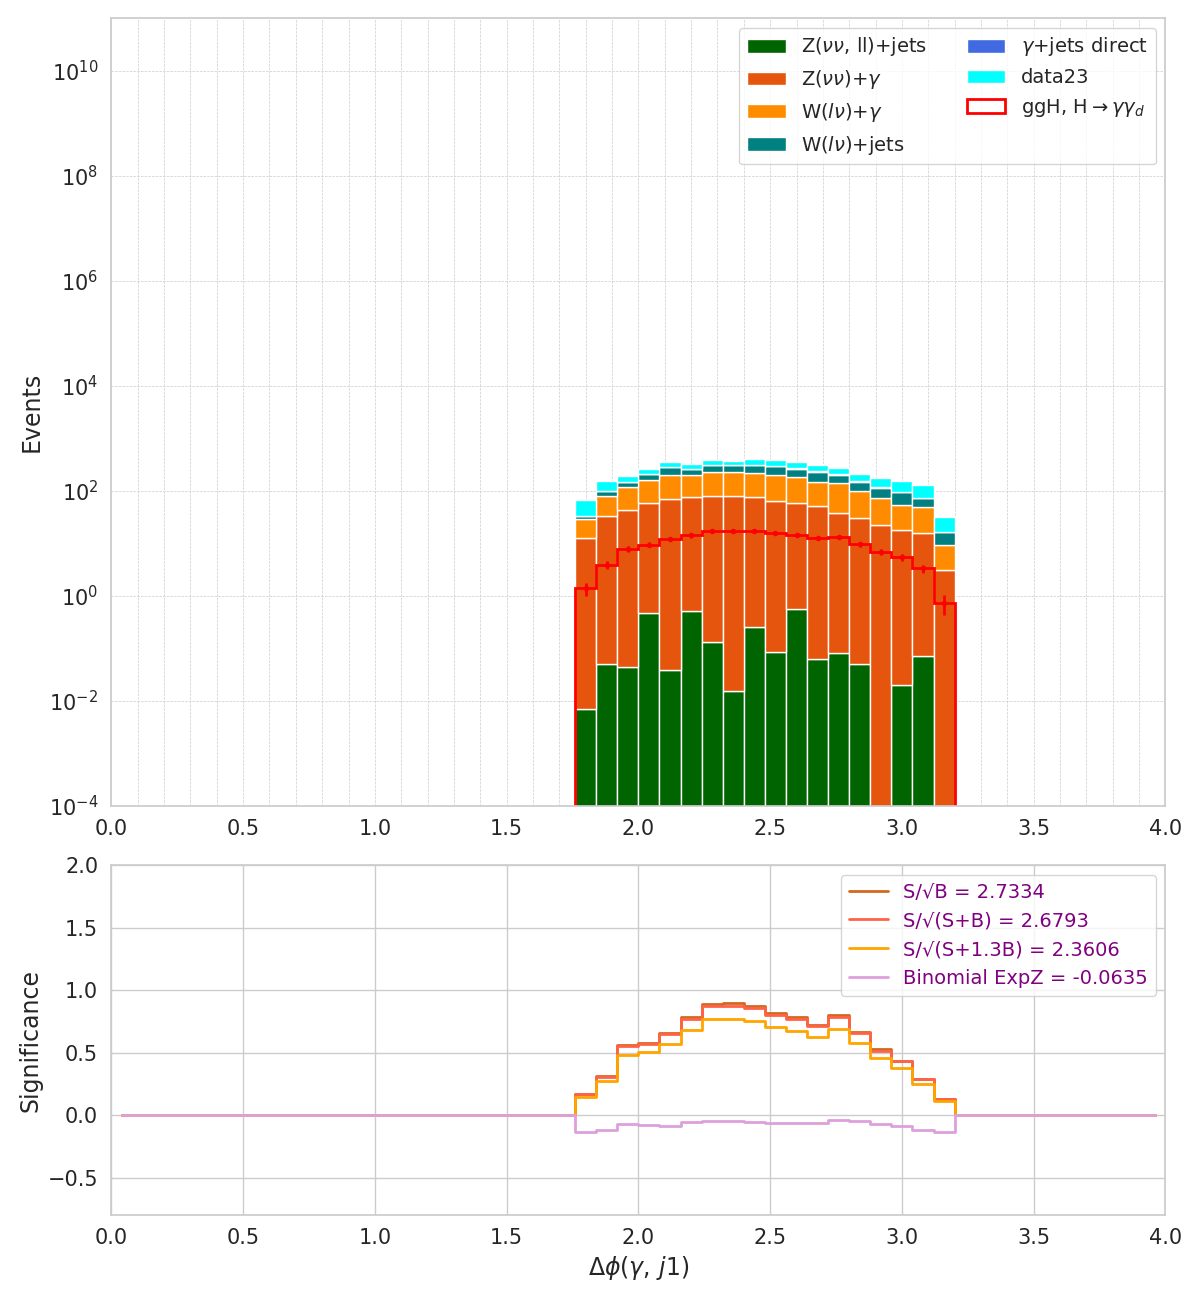 Z(νν, ll)+jets
Z(νν)+γ
W(lν)+γ
W(lν)+jets
γ+jets direct
data23
ggH, H→γγ_d
Events
10^10
10^8
10^6
10^4
10^2
10^0
10^−2
10^−4
0.0 0.5 1.0 1.5 2.0 2.5 3.0 3.5 4.0
S/√B = 2.7334
S/√(S+B) = 2.6793
S/√(S+1.3B) = 2.3606
Binomial ExpZ = -0.0635
Significance
2.0
1.5
1.0
0.5
0.0
−0.5
0.0 0.5 1.0 1.5 2.0 2.5 3.0 3.5 4.0
Δϕ(γ, j1)